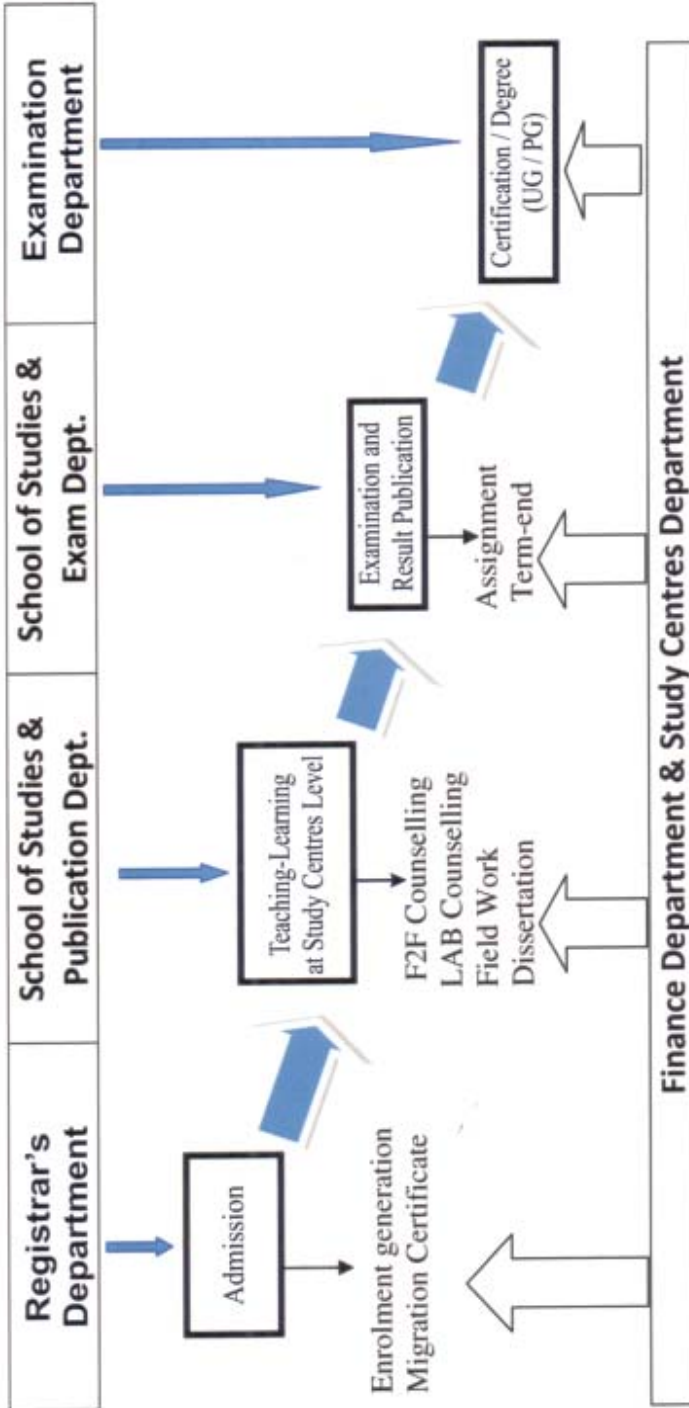 Registrar's
Department
School of Studies &
Publication Dept.
School of Studies &
Exam Dept.
Examination
Department
Admission
Enrolment generation
Migration Certificate
Teaching-Learning
at Study Centres Level
F2F Counselling
LAB Counselling
Field Work
Dissertation
Examination and
Result Publication
Assignment
Term-end
Certification / Degree
(UG / PG)
Finance Department & Study Centres Department